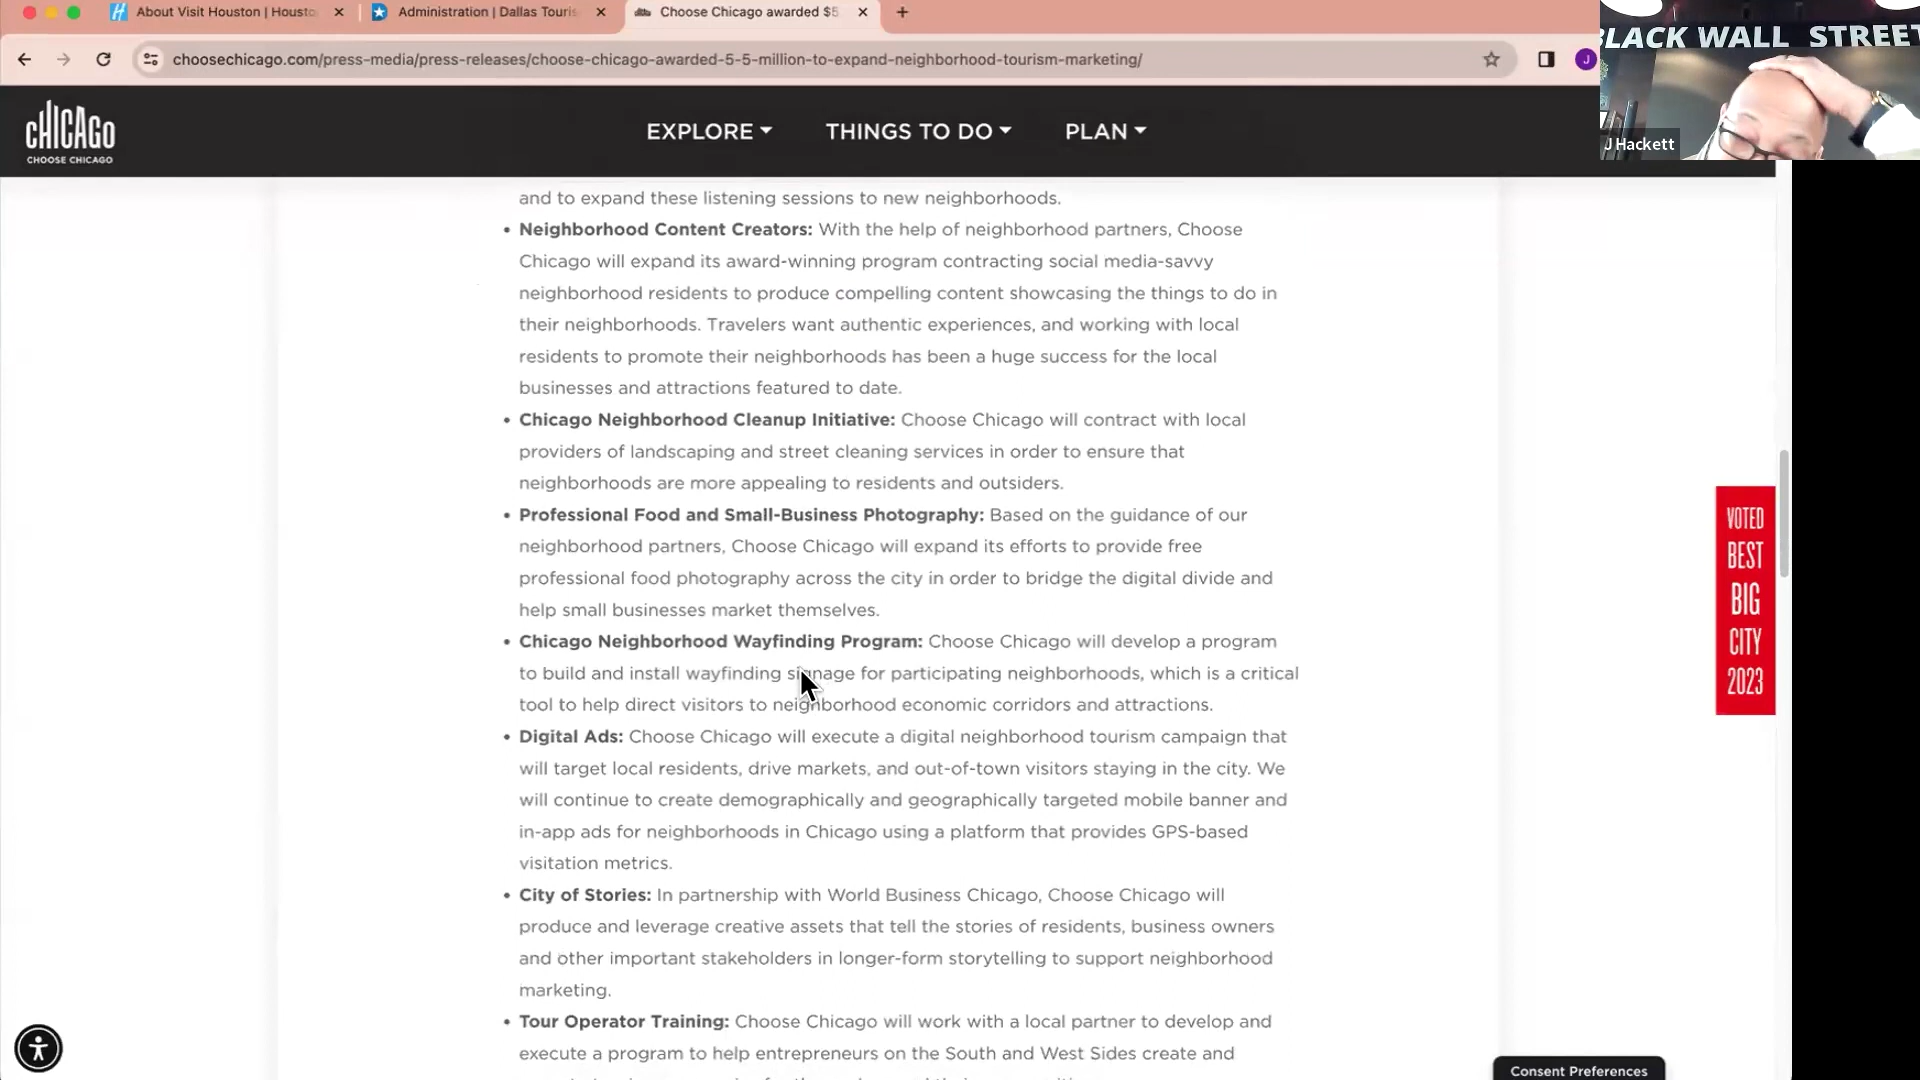 About Visit Houston | Housto
Administration | Dallas Touris
Choose Chicago awarded $5
choosechicago.com/press-media/press-releases/choose-chicago-awarded-5-5-million-to-expand-neighborhood-tourism-marketing/
J
BLACK WALL STREET
J Hackett
CHICAGO
CHOOSE CHICAGO
EXPLORE
THINGS TO DO
PLAN
and to expand these listening sessions to new neighborhoods.
• Neighborhood Content Creators: With the help of neighborhood partners, Choose
Chicago will expand its award-winning program contracting social media-savvy
neighborhood residents to produce compelling content showcasing the things to do in
their neighborhoods. Travelers want authentic experiences, and working with local
residents to promote their neighborhoods has been a huge success for the local
businesses and attractions featured to date.
• Chicago Neighborhood Cleanup Initiative: Choose Chicago will contract with local
providers of landscaping and street cleaning services in order to ensure that
neighborhoods are more appealing to residents and outsiders.
• Professional Food and Small-Business Photography: Based on the guidance of our
neighborhood partners, Choose Chicago will expand its efforts to provide free
professional food photography across the city in order to bridge the digital divide and
help small businesses market themselves.
• Chicago Neighborhood Wayfinding Program: Choose Chicago will develop a program
to build and install wayfinding signage for participating neighborhoods, which is a critical
tool to help direct visitors to neighborhood economic corridors and attractions.
• Digital Ads: Choose Chicago will execute a digital neighborhood tourism campaign that
will target local residents, drive markets, and out-of-town visitors staying in the city. We
will continue to create demographically and geographically targeted mobile banner and
in-app ads for neighborhoods in Chicago using a platform that provides GPS-based
visitation metrics.
• City of Stories: In partnership with World Business Chicago, Choose Chicago will
produce and leverage creative assets that tell the stories of residents, business owners
and other important stakeholders in longer-form storytelling to support neighborhood
marketing.
• Tour Operator Training: Choose Chicago will work with a local partner to develop and
execute a program to help entrepreneurs on the South and West Sides create and
VOTED
BEST
BIG
CITY
2023
Consent Preferences